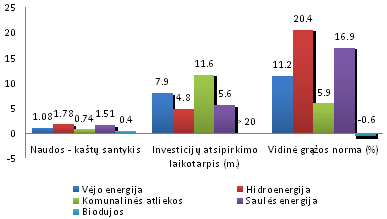 25
20
15
10
5
0
-5
1.08 1.78 0.74 1.51 0.4
7.9 4.8 11.6 5.6 > 20
11.2 20.4 5.9 16.9 -0.6
Naudos - kaštų santykis
Investicijų atsipirkimo
laikotarpis (m.)
Vidinė grąžos norma (%)
Vėjo energija
Hidroenergija
Komunalinės atliekos
Saulės energija
Biodujos